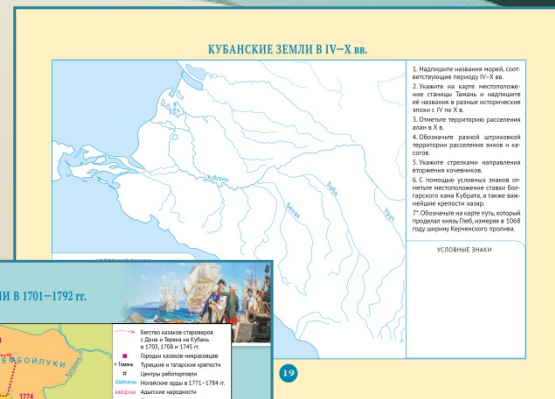 КУБАНСКИЕ ЗЕМЛИ В IV—X вв.
1. Надпишите названия морей, соот-
ветствующие периоду IV–X вв.
2. Укажите на карте местоположе-
ние станицы Тамань и надпишите
её названия в разные исторические
эпохи с IV по X в.
3. Отметьте территорию расселения
алан в X в.
4. Обозначьте разной штриховкой
территории расселения зихов и ка-
согов.
5. Укажите стрелками направления
вторжения кочевников.
6. С помощью условных знаков от-
метьте местоположение ставки бол-
гарского хана Кубрата, а также важ-
нейшие крепости хазар.
7*. Обозначьте на карте путь, который
проделал князь Глеб, измеряя в 1068
году ширину Керченского пролива.
УСЛОВНЫЕ ЗНАКИ
Кубань
Лаба
Белая
Уруп
19
И В 1701—1792 гг.
Бегство казаков-староверов
с Дона и Терека на Кубань
в 1703, 1708 и 1745 гг.
Городки казаков-некрасовцев
Тамань Турецкие и татарские крепости
Центры работорговли
Ногайские орды в 1771—1784 гг.
Адыгские народности
1774